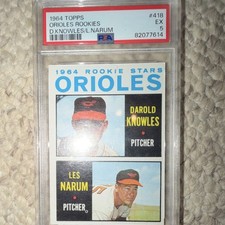 1964 TOPPS #418
ORIOLES ROOKIES EX
D.KNOWLES/L.NARUM 5
82077614
1964 ROOKIE STARS
ORIOLES
DAROLD
KNOWLES
PITCHER
LES
NARUM
PITCHER